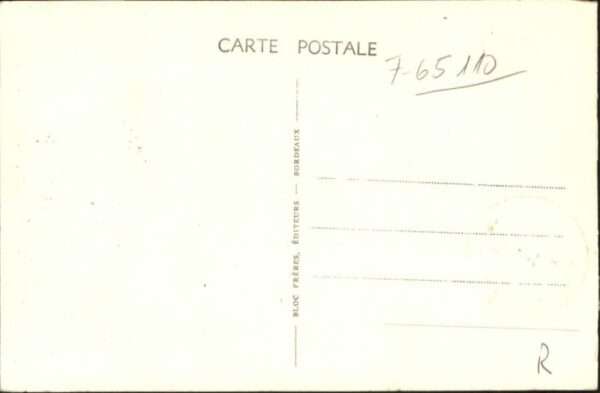 CARTE POSTALE
7-65110
BLOC FRÈRES, ÉDITEURS — BORDEAUX
R